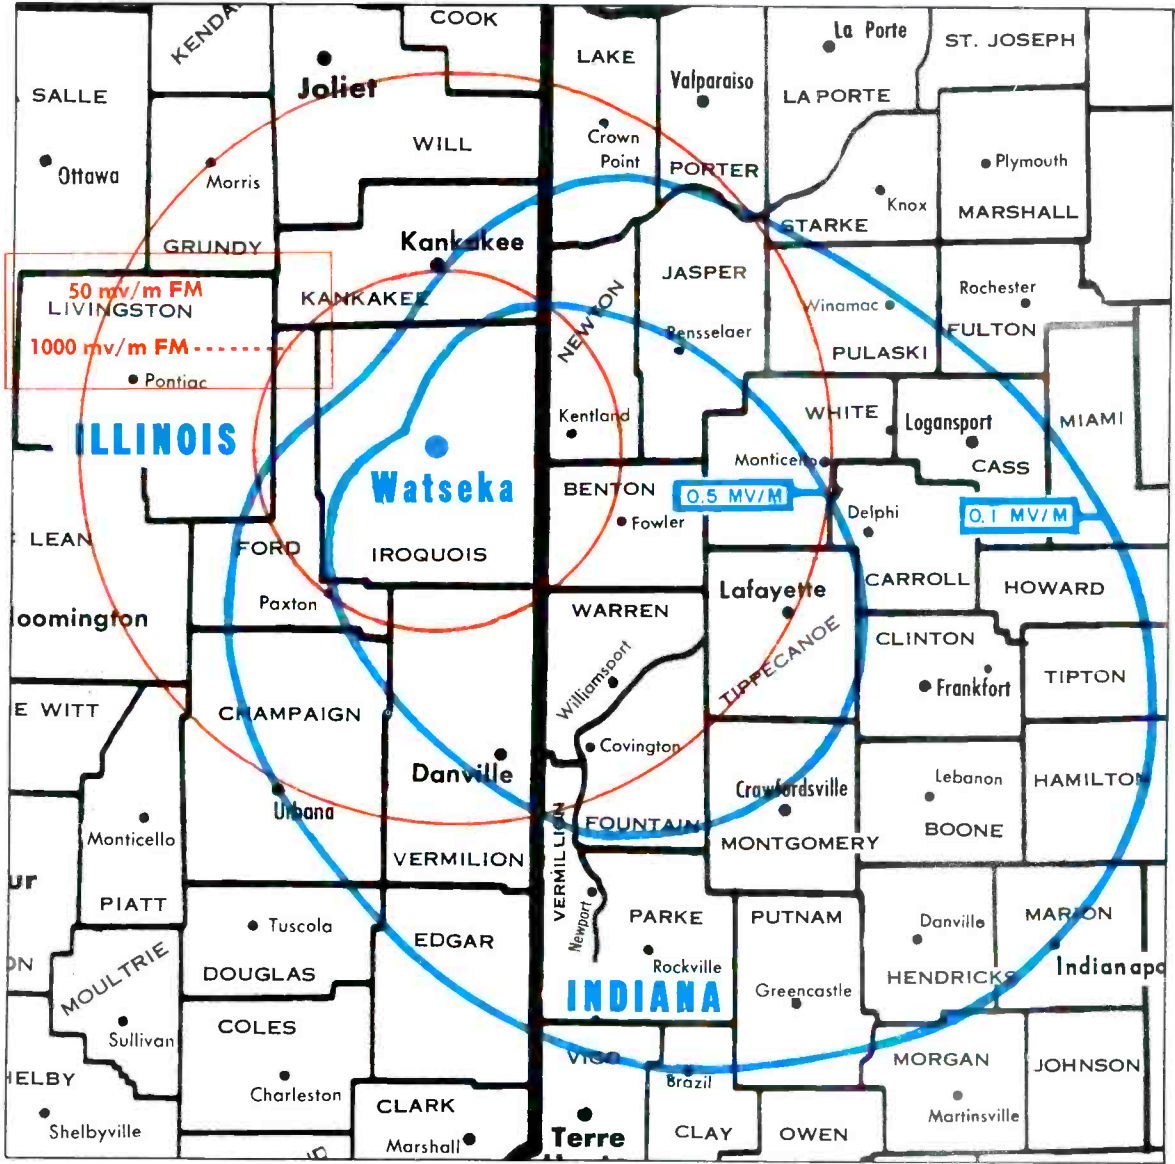 COOK
KENDA
LAKE
La Porte
ST. JOSEPH
Joliet
Valparaiso
SALLE
LA PORTE
Crown
Point
WILL
Ottawa
Morris
PORTER
Plymouth
Knox
MARSHALL
STARKE
GRUNDY
Kankakee
JASPER
50 mv/m FM
LIVINGSTON
KANKAKEE
NEWTON
Winamac
Rochester
FULTON
1000 mv/m FM
Rensselaer
PULASKI
Pontiac
ILLINOIS
Kentland
WHITE
Logansport
MIAMI
Watseka
Monticello
CASS
BENTON
0.5 MV/M
Delphi
0.1 MV/M
Fowler
LEAN
FORD
IROQUOIS
CARROLL
HOWARD
Paxton
WARREN
Lafayette
oomington
CLINTON
Williamsport
TIPPECANOE
Frankfort
TIPTON
E WITT
CHAMPAIGN
Covington
Danville
Lebanon
HAMILTON
Urbana
Crawfordsville
Monticello
VERMILLION
FOUNTAIN
BOONE
MONTGOMERY
VERMILION
ur
PIATT
Newport
PARKE
PUTNAM
Danville
MARION
Tuscola
EDGAR
ON
MOULTRIE
DOUGLAS
Rockville
HENDRICKS
Indianapo
INDIANA
Greencastle
COLES
Sullivan
VIGO
MORGAN
JOHNSON
HELBY
Brazil
Charleston
CLARK
Martinsville
Shelbyville
Marshall
Terre
CLAY
OWEN